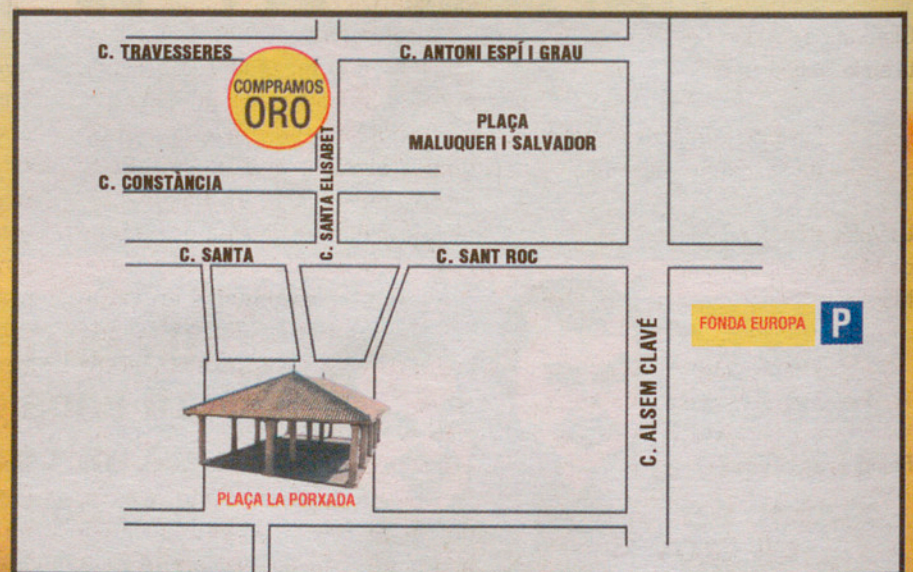 C. TRAVESSERES
C. ANTONI ESPÍ I GRAU
COMPRAMOS
ORO
PLAÇA
MALUQUER I SALVADOR
C. SANTA ELISABET
C. CONSTÀNCIA
C. SANTA
C. SANT ROC
C. ALSEM CLAVÉ
FONDA EUROPA
P
PLAÇA LA PORXADA